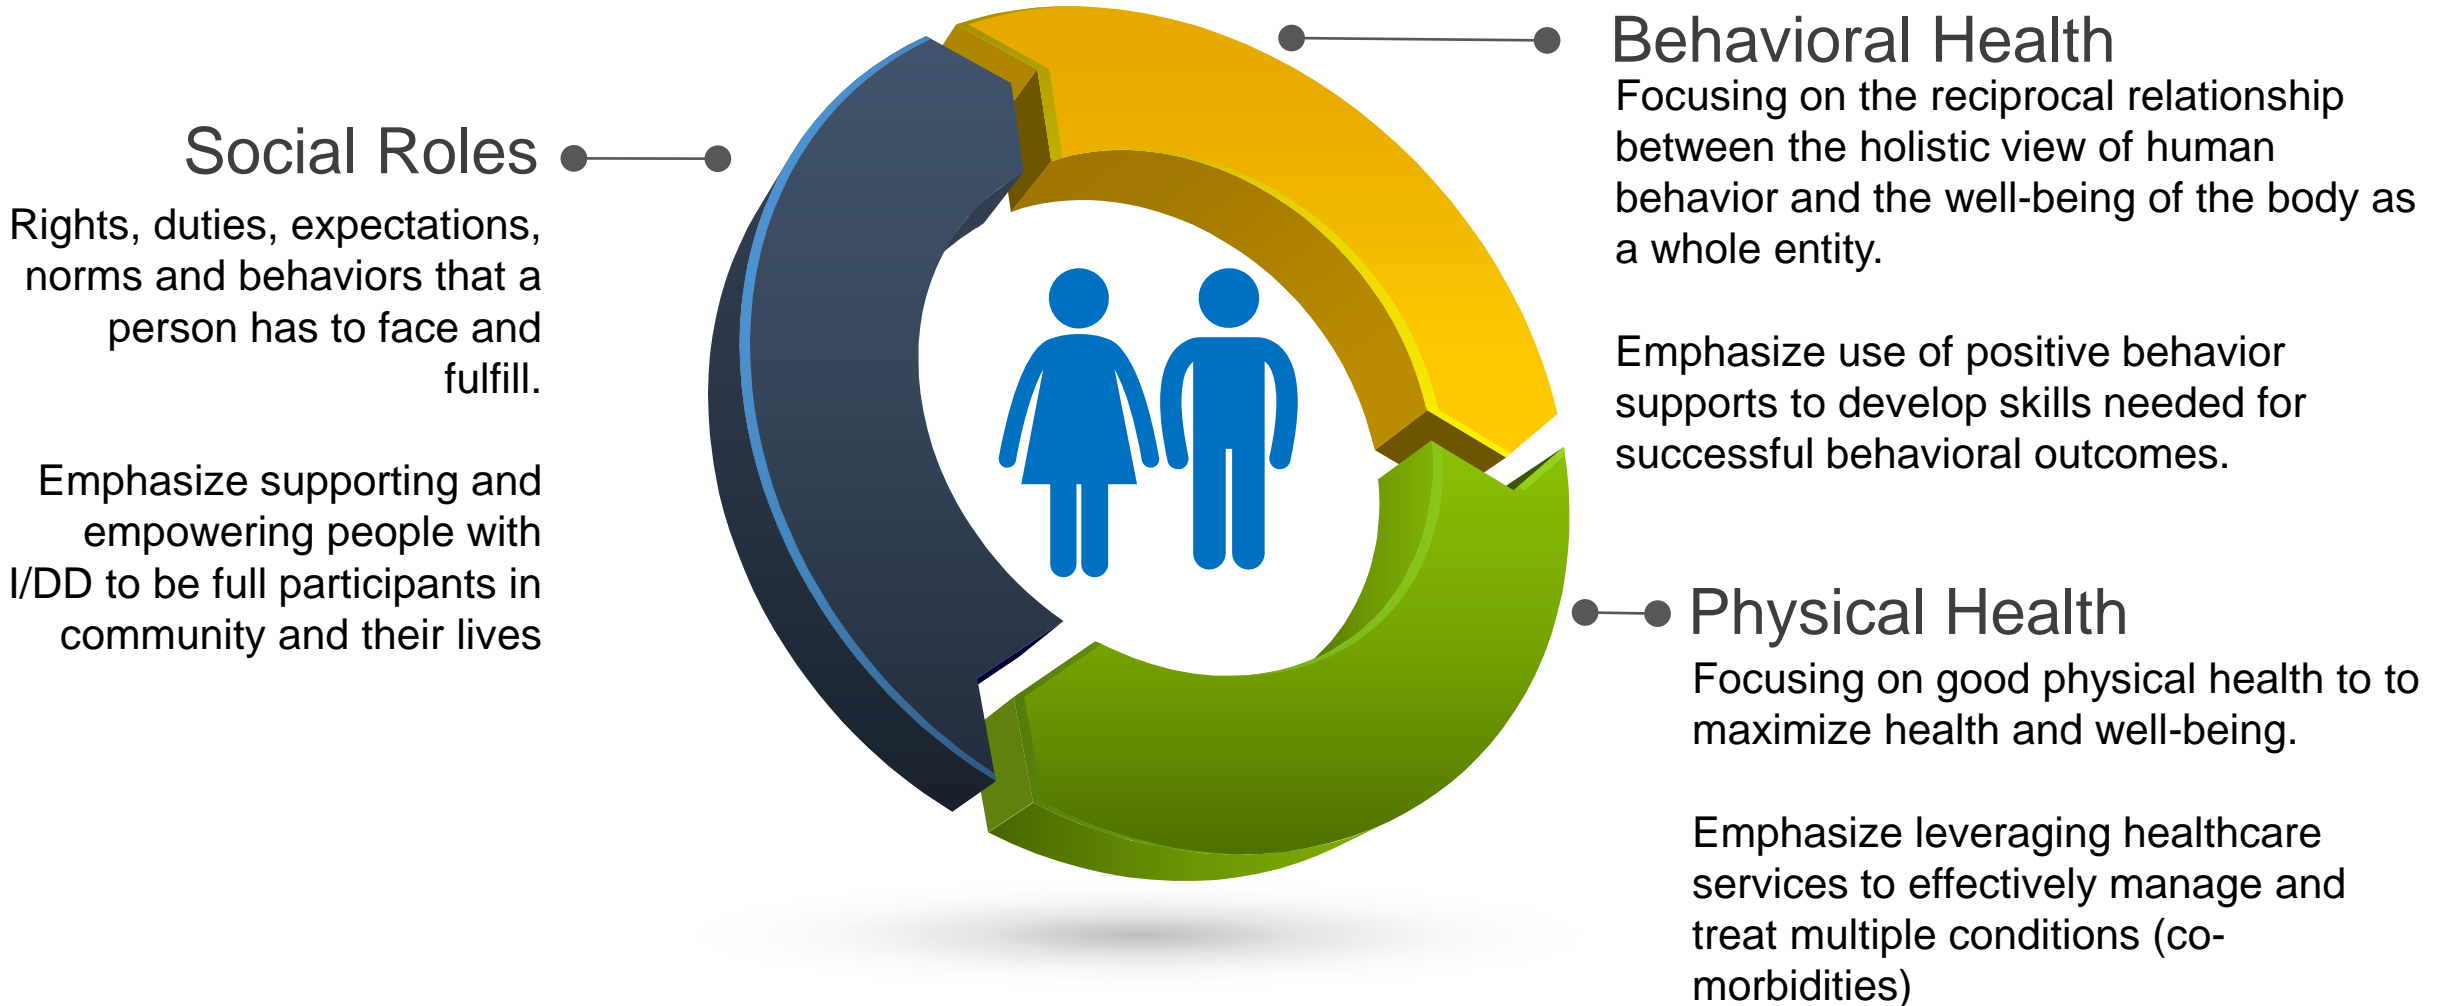 Social Roles
Rights, duties, expectations,
norms and behaviors that a
person has to face and
fulfill.
Emphasize supporting and
empowering people with
I/DD to be full participants in
community and their lives
Behavioral Health
Focusing on the reciprocal relationship
between the holistic view of human
behavior and the well-being of the body as
a whole entity.
Emphasize use of positive behavior
supports to develop skills needed for
successful behavioral outcomes.
Physical Health
Focusing on good physical health to to
maximize health and well-being.
Emphasize leveraging healthcare
services to effectively manage and
treat multiple conditions (co-
morbidities)